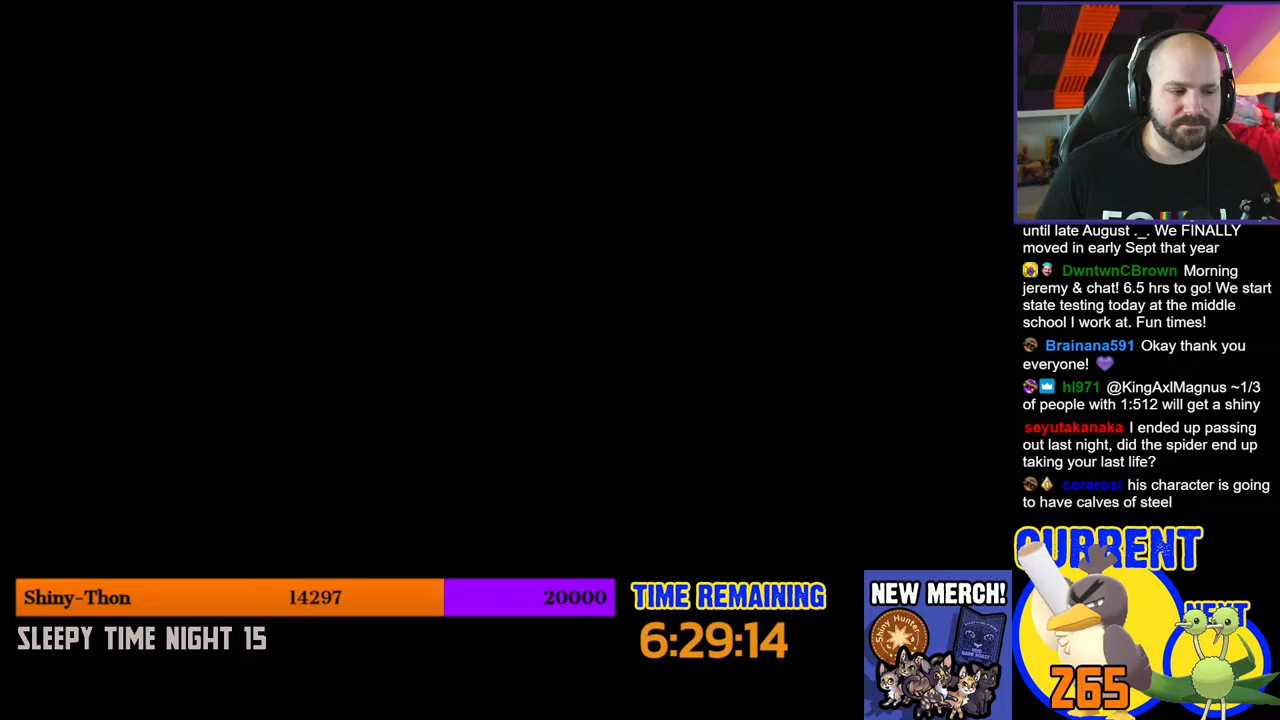 until late August ._. We FINALLY
moved in early Sept that year
DwntwnCBrown Morning
jeremy & chat! 6.5 hrs to go! We start
state testing today at the middle
school I work at. Fun times!
Brainana591 Okay thank you
everyone!
hl971 @KingAxlMagnus ~1/3
of people with 1:512 will get a shiny
seyutakanaka I ended up passing
out last night, did the spider end up
taking your last life?
corarosi his character is going
to have calves of steel
CURRENT
NEXT
265
Shiny-Thon 14297 20000
SLEEPY TIME NIGHT 15
TIME REMAINING
6:29:14
NEW MERCH!
Shiny Hunter